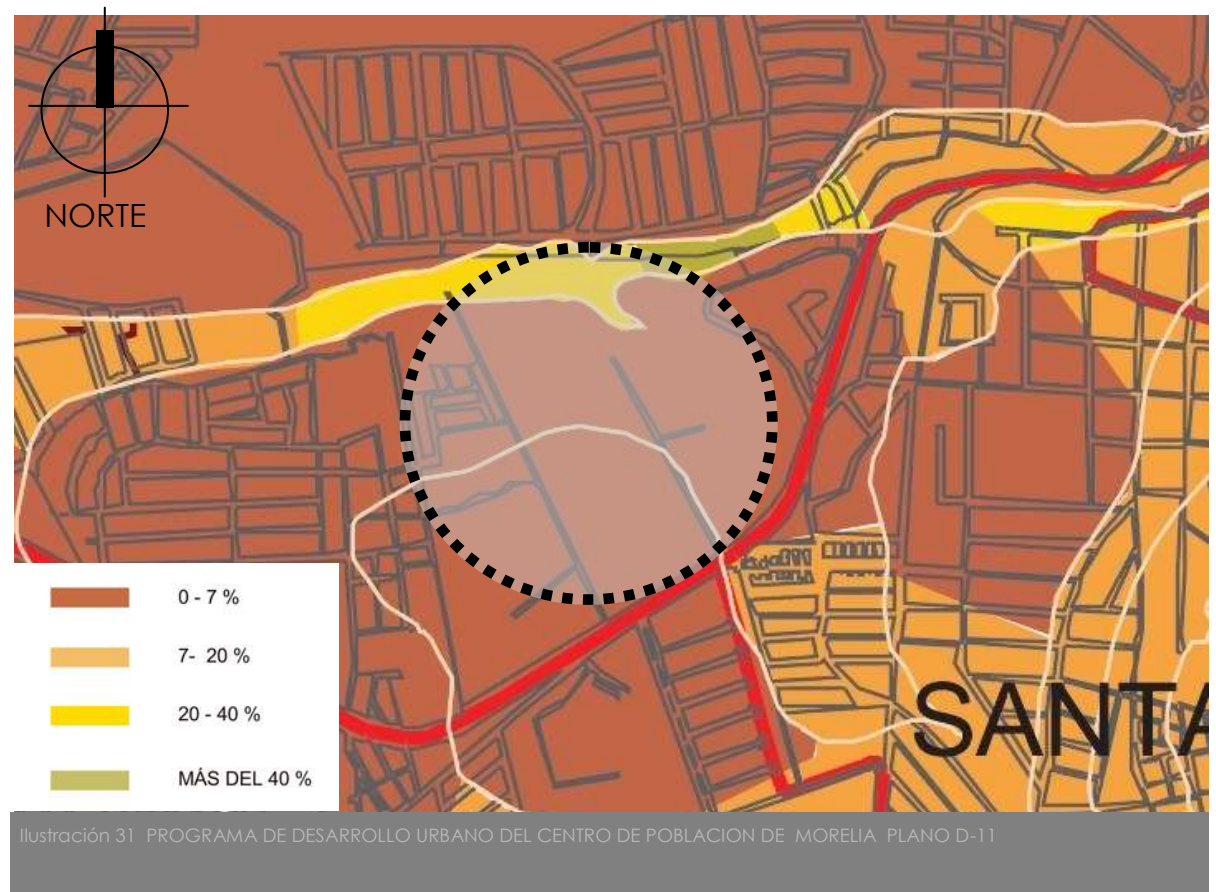 NORTE
0 - 7 %
7- 20 %
20 - 40 %
MÁS DEL 40 %
SANTA
Ilustración 31 PROGRAMA DE DESARROLLO URBANO DEL CENTRO DE POBLACION DE MORELIA PLANO D-11